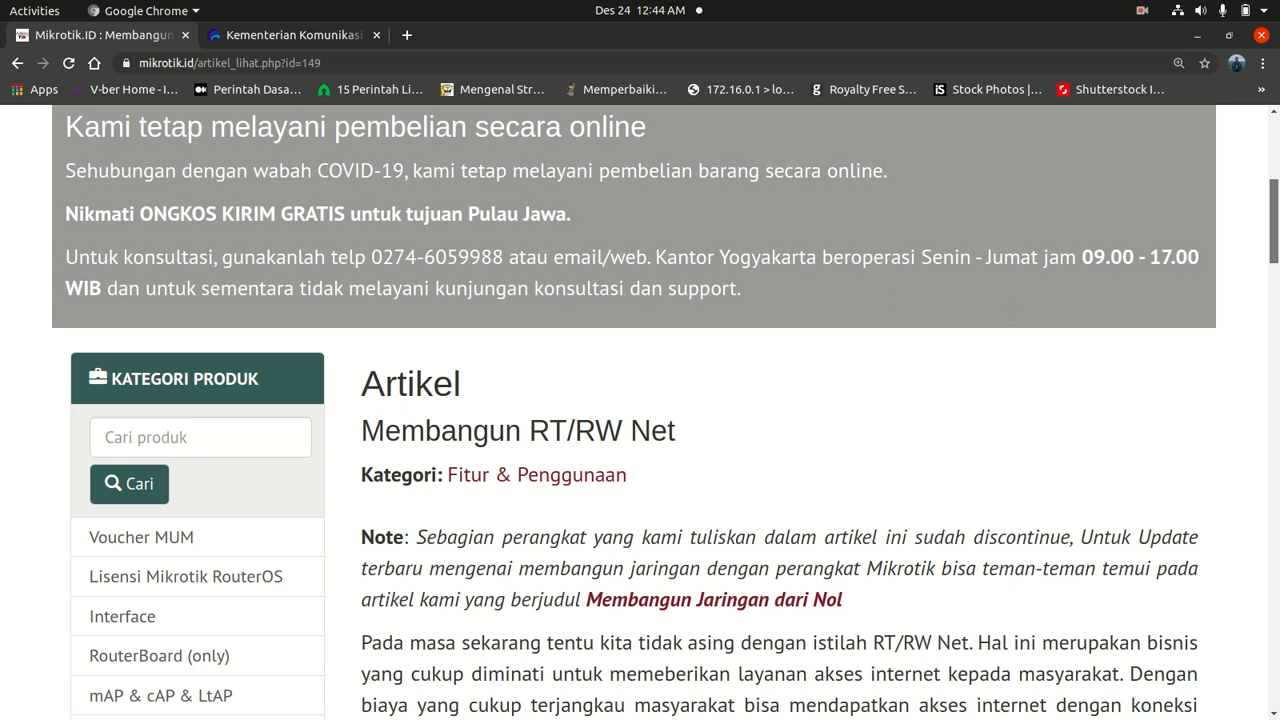 Activities
Google Chrome
Des 24 12:44 AM
Mikrotik.ID : Membangun
Kementerian Komunikasi
mikrotik.id/artikel_lihat.php?id=149
Apps
V-ber Home - I...
Perintah Dasa...
15 Perintah Li...
Mengenal Str...
Memperbaiki...
172.16.0.1 > lo...
Royalty Free S...
Stock Photos |...
Shutterstock I...
»
Kami tetap melayani pembelian secara online
Sehubungan dengan wabah COVID-19, kami tetap melayani pembelian barang secara online.
Nikmati ONGKOS KIRIM GRATIS untuk tujuan Pulau Jawa.
Untuk konsultasi, gunakanlah telp 0274-6059988 atau email/web. Kantor Yogyakarta beroperasi Senin - Jumat jam 09.00 - 17.00
WIB dan untuk sementara tidak melayani kunjungan konsultasi dan support.
KATEGORI PRODUK
Cari produk
Cari
Voucher MUM
Lisensi Mikrotik RouterOS
Interface
RouterBoard (only)
mAP & cAP & LtAP
Artikel
Membangun RT/RW Net
Kategori: Fitur & Penggunaan
Note: Sebagian perangkat yang kami tuliskan dalam artikel ini sudah discontinue, Untuk Update
terbaru mengenai membangun jaringan dengan perangkat Mikrotik bisa teman-teman temui pada
artikel kami yang berjudul Membangun Jaringan dari Nol
Pada masa sekarang tentu kita tidak asing dengan istilah RT/RW Net. Hal ini merupakan bisnis
yang cukup diminati untuk memeberikan layanan akses internet kepada masyarakat. Dengan
biaya yang cukup terjangkau masyarakat bisa mendapatkan akses internet dengan koneksi